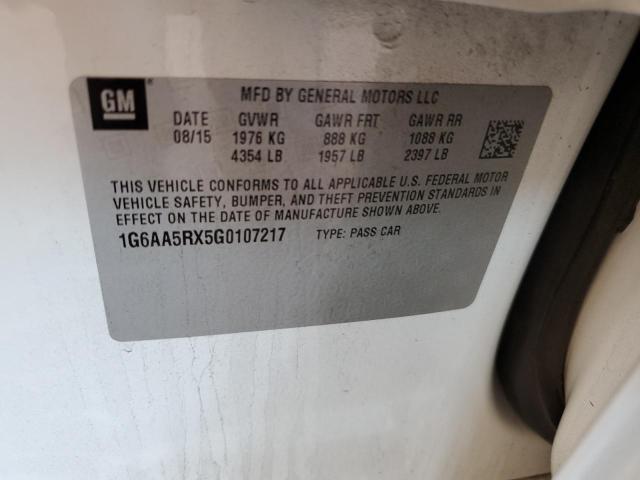 GM
MFD BY GENERAL MOTORS LLC
DATE GVWR GAWR FRT GAWR RR
08/15 1976 KG 888 KG 1088 KG
4354 LB 1957 LB 2397 LB
THIS VEHICLE CONFORMS TO ALL APPLICABLE U.S. FEDERAL MOTOR
VEHICLE SAFETY, BUMPER, AND THEFT PREVENTION STANDARDS IN
EFFECT ON THE DATE OF MANUFACTURE SHOWN ABOVE.
1G6AA5RX5G0107217 TYPE: PASS CAR